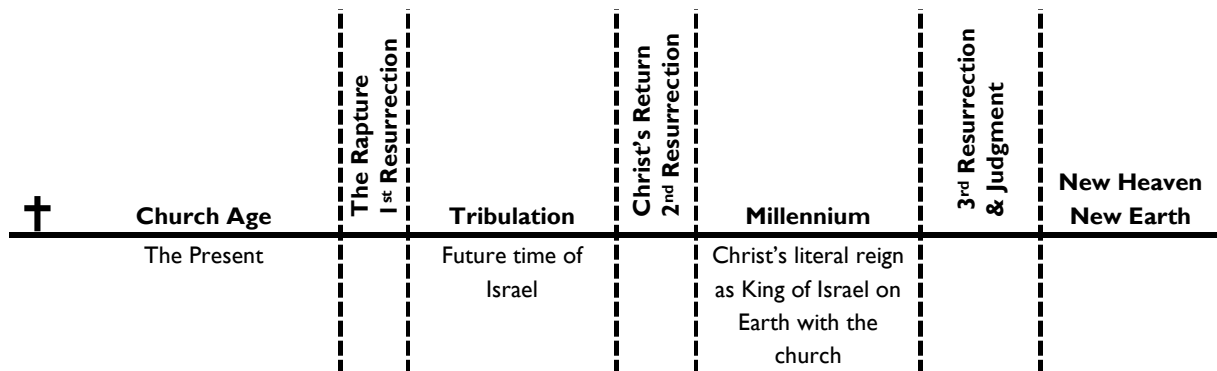 ✝
Church Age
The Present
The Rapture
1st Resurrection
Tribulation
Future time of
Israel
Christ’s Return
2nd Resurrection
Millennium
Christ’s literal reign
as King of Israel on
Earth with the
church
3rd Resurrection
& Judgment
New Heaven
New Earth